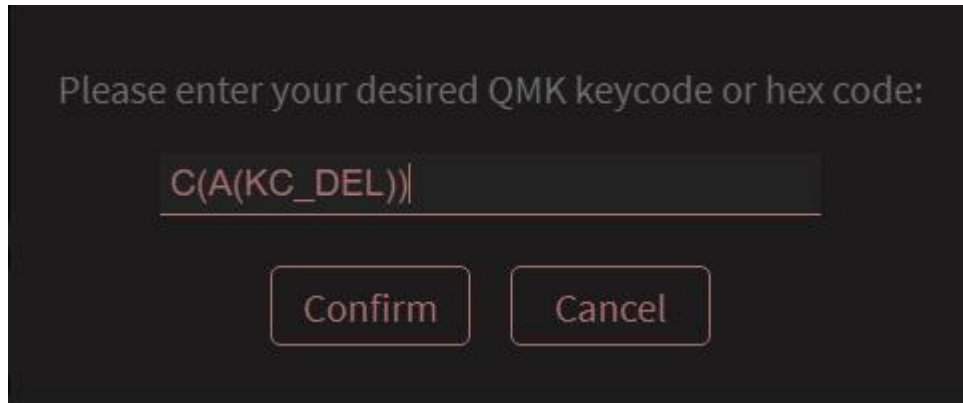 Please enter your desired QMK keycode or hex code:
C(A(KC_DEL))
Confirm Cancel